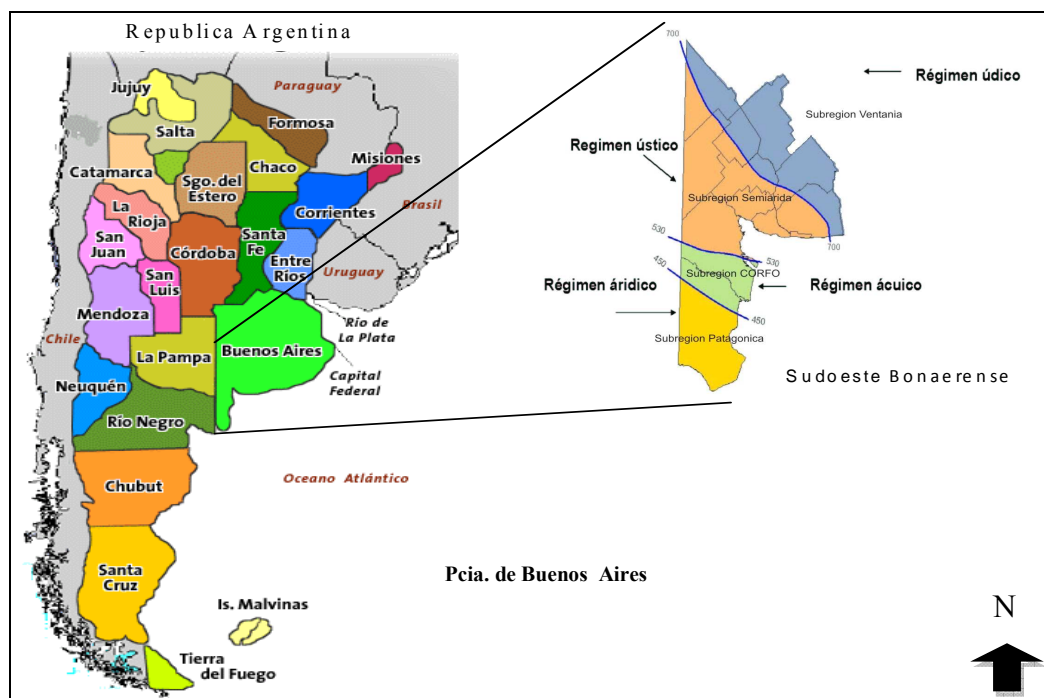 Republica Argentina
Jujuy
Paraguay
Salta
Formosa
Misiones
Catamarca
Sgo. del
Estero
Chaco
La
Rioja
Corrientes
Brasil
San
Juan
Santa
Fe
Córdoba
Entre
Ríos
San
Luis
Uruguay
Mendoza
Chile
Río de
La Plata
La Pampa
Buenos Aires
Capital
Federal
Neuquén
Río Negro
Chubut
Oceano Atlántico
Santa
Cruz
Is. Malvinas
Tierra
del Fuego
Pcia. de Buenos Aires
700
Régimen údico
Subregion Ventania
Regimen ústico
Subregion Semiarida
700
530
530
450
Subregion CORFO
Régimen áridico
Régimen ácuico
450
Subregion Patagonica
Sudoeste Bonaerense
N